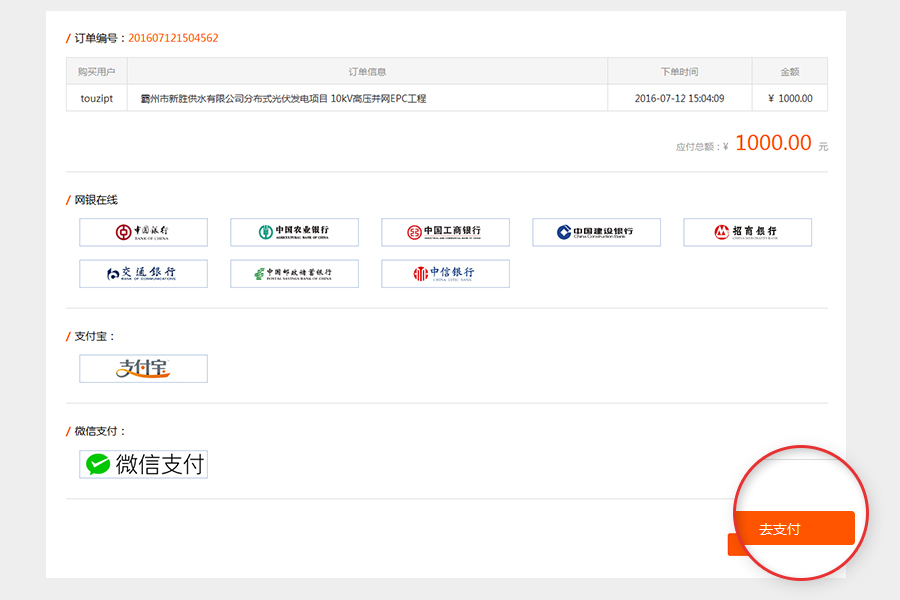 / 订单编号：201607121504562
购买用户 订单信息 下单时间 金额
touzipt 霸州市新胜供水有限公司分布式光伏发电项目 10kV高压并网EPC工程 2016-07-12 15:04:09 ¥ 1000.00
应付总额：¥ 1000.00 元
/ 网银在线
中国银行 BANK OF CHINA
中国农业银行 AGRICULTURAL BANK OF CHINA
中国工商银行
中国建设银行 China Construction Bank
招商银行 CHINA MERCHANTS BANK
交通银行 BANK OF COMMUNICATIONS
中国邮政储蓄银行 POSTAL SAVINGS BANK OF CHINA
中信银行 CHINA CITIC BANK
/ 支付宝：
支付宝
/ 微信支付：
微信支付
去支付